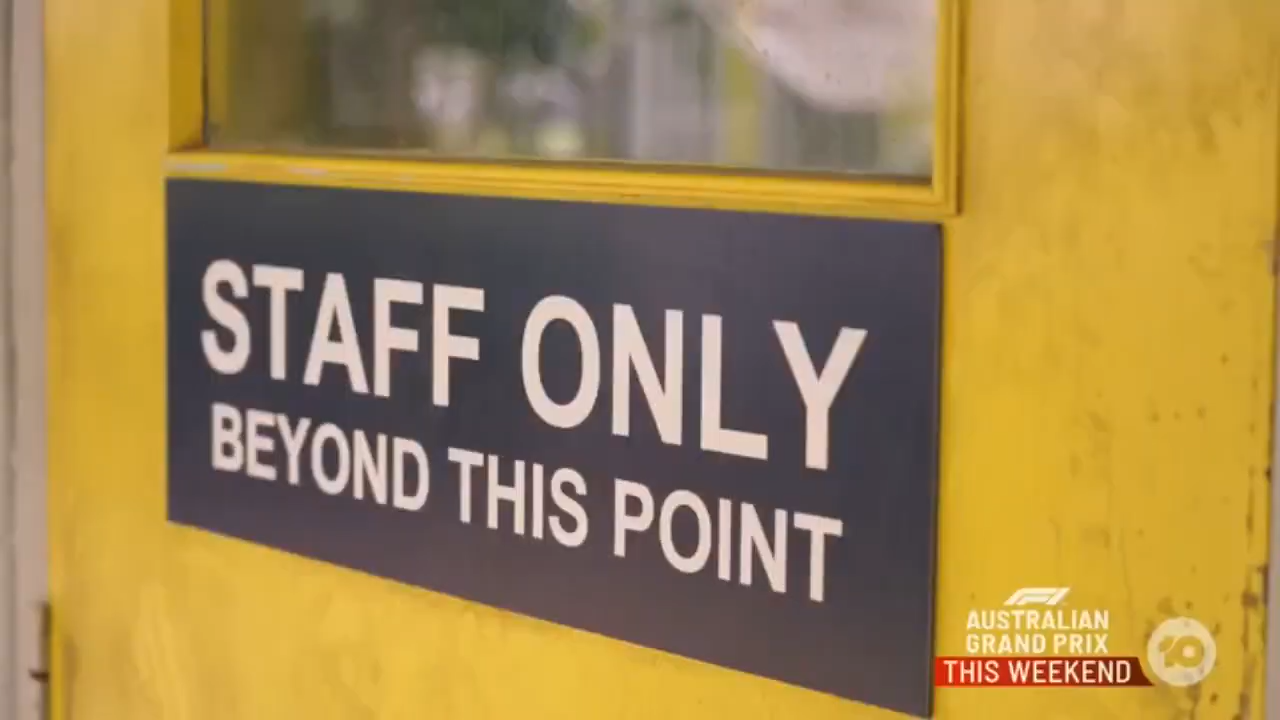 STAFF ONLY
BEYOND THIS POINT
F1
AUSTRALIAN
GRAND PRIX
THIS WEEKEND
10